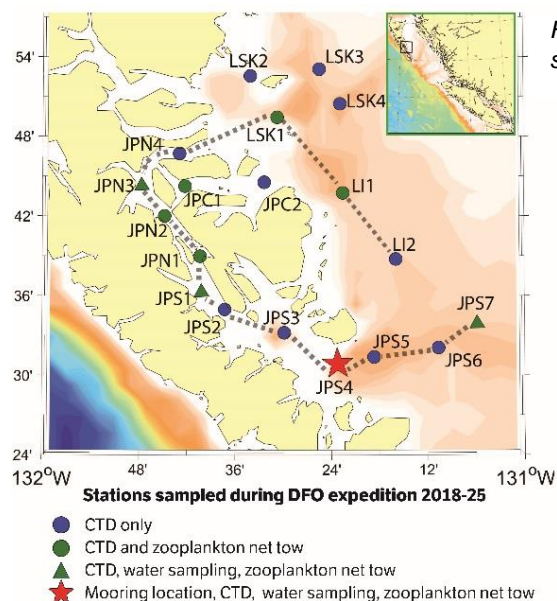 54'
48'
42'
36'
30'
24'
132°W
48'
36'
24'
12'
131°W
LSK2
LSK3
LSK4
LSK1
JPN4
JPN3
JPC1
JPC2
LI1
JPN2
JPN1
LI2
JPS1
JPS2
JPS3
JPS7
JPS5
JPS6
JPS4
Stations sampled during DFO expedition 2018-25
CTD only
CTD and zooplankton net tow
CTD, water sampling, zooplankton net tow
Mooring location, CTD, water sampling, zooplankton net tow